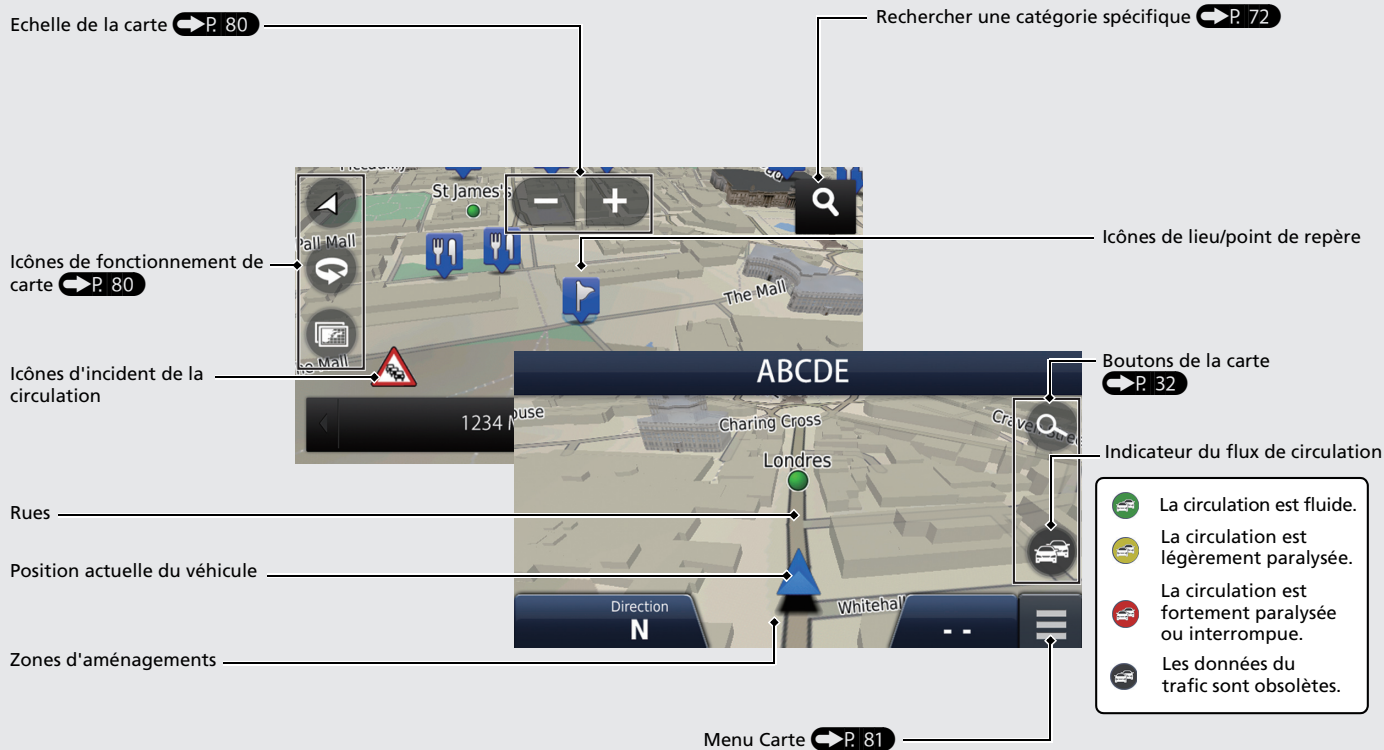 Echelle de la carte P. 80
Rechercher une catégorie spécifique P. 72
St James's
Pall Mall
Icônes de lieu/point de repère
Icônes de fonctionnement de
carte P. 80
The Mall
Mall
Icônes d'incident de la
circulation
ABCDE
Boutons de la carte
P. 32
1234
Charing Cross
Londres
Indicateur du flux de circulation
La circulation est fluide.
La circulation est
légèrement paralysée.
La circulation est
fortement paralysée
ou interrompue.
Les données du
trafic sont obsolètes.
Rues
Position actuelle du véhicule
Direction
N
Whitehall
- -
Zones d'aménagements
Menu Carte P. 81